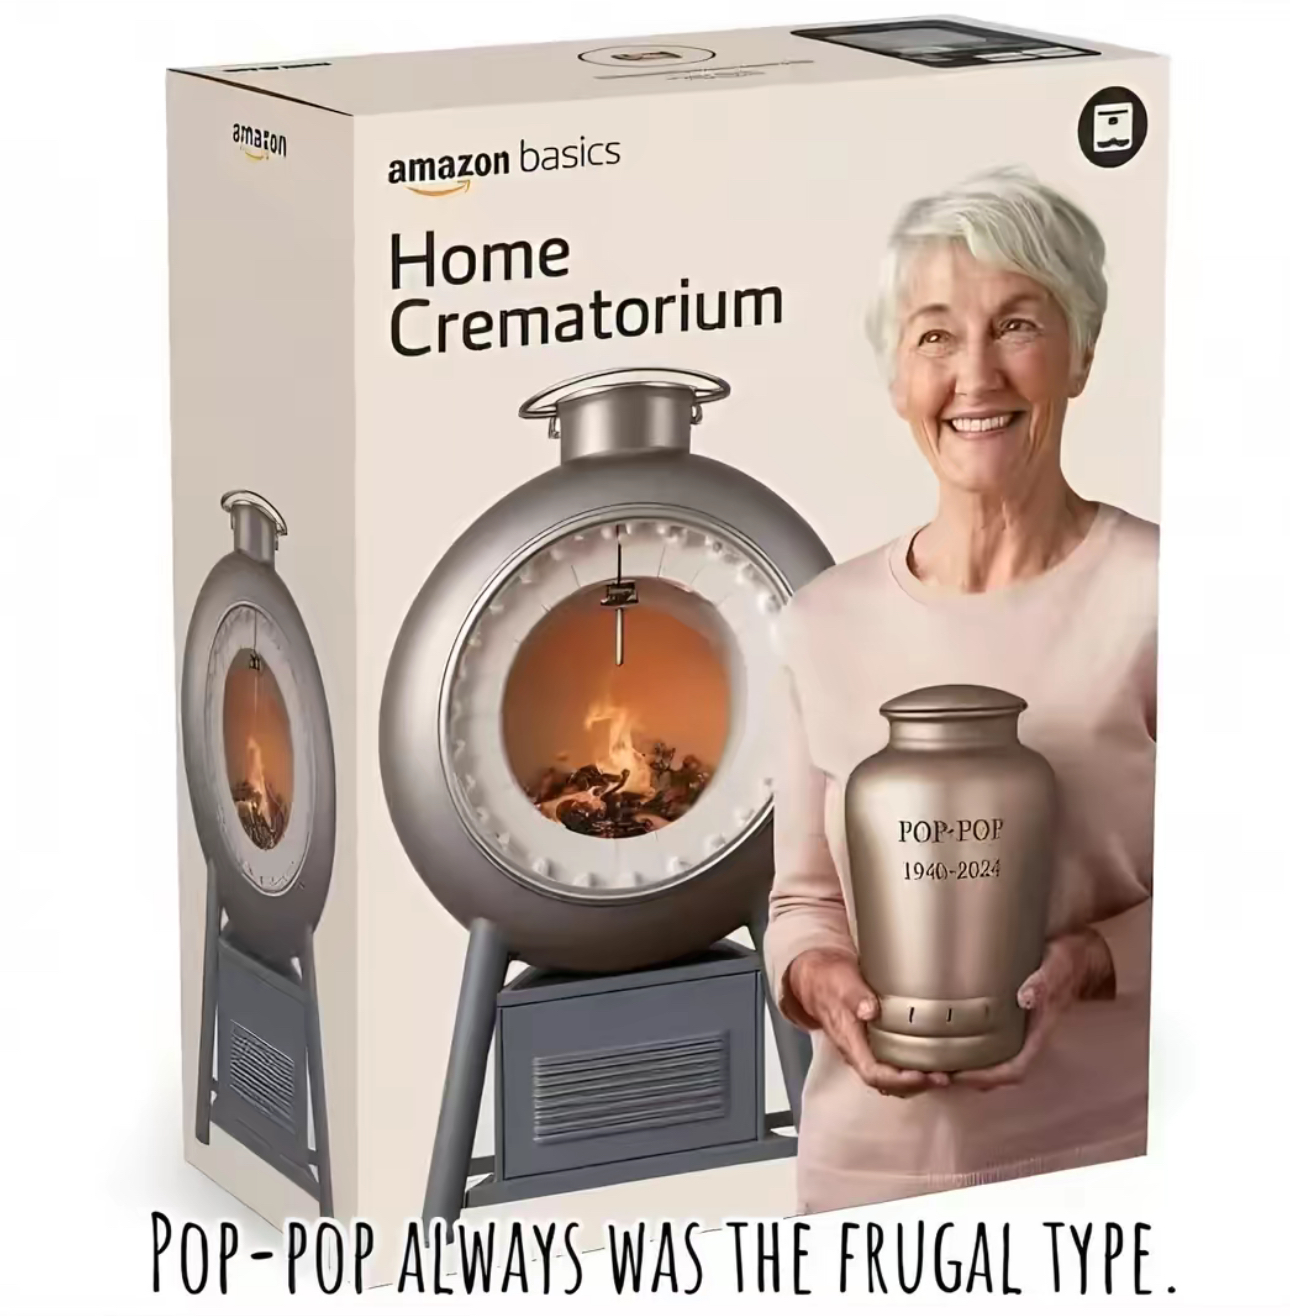 amazon
amazon basics
Home
Crematorium
POP-POP
1940-2024
POP-POP ALWAYS WAS THE FRUGAL TYPE.